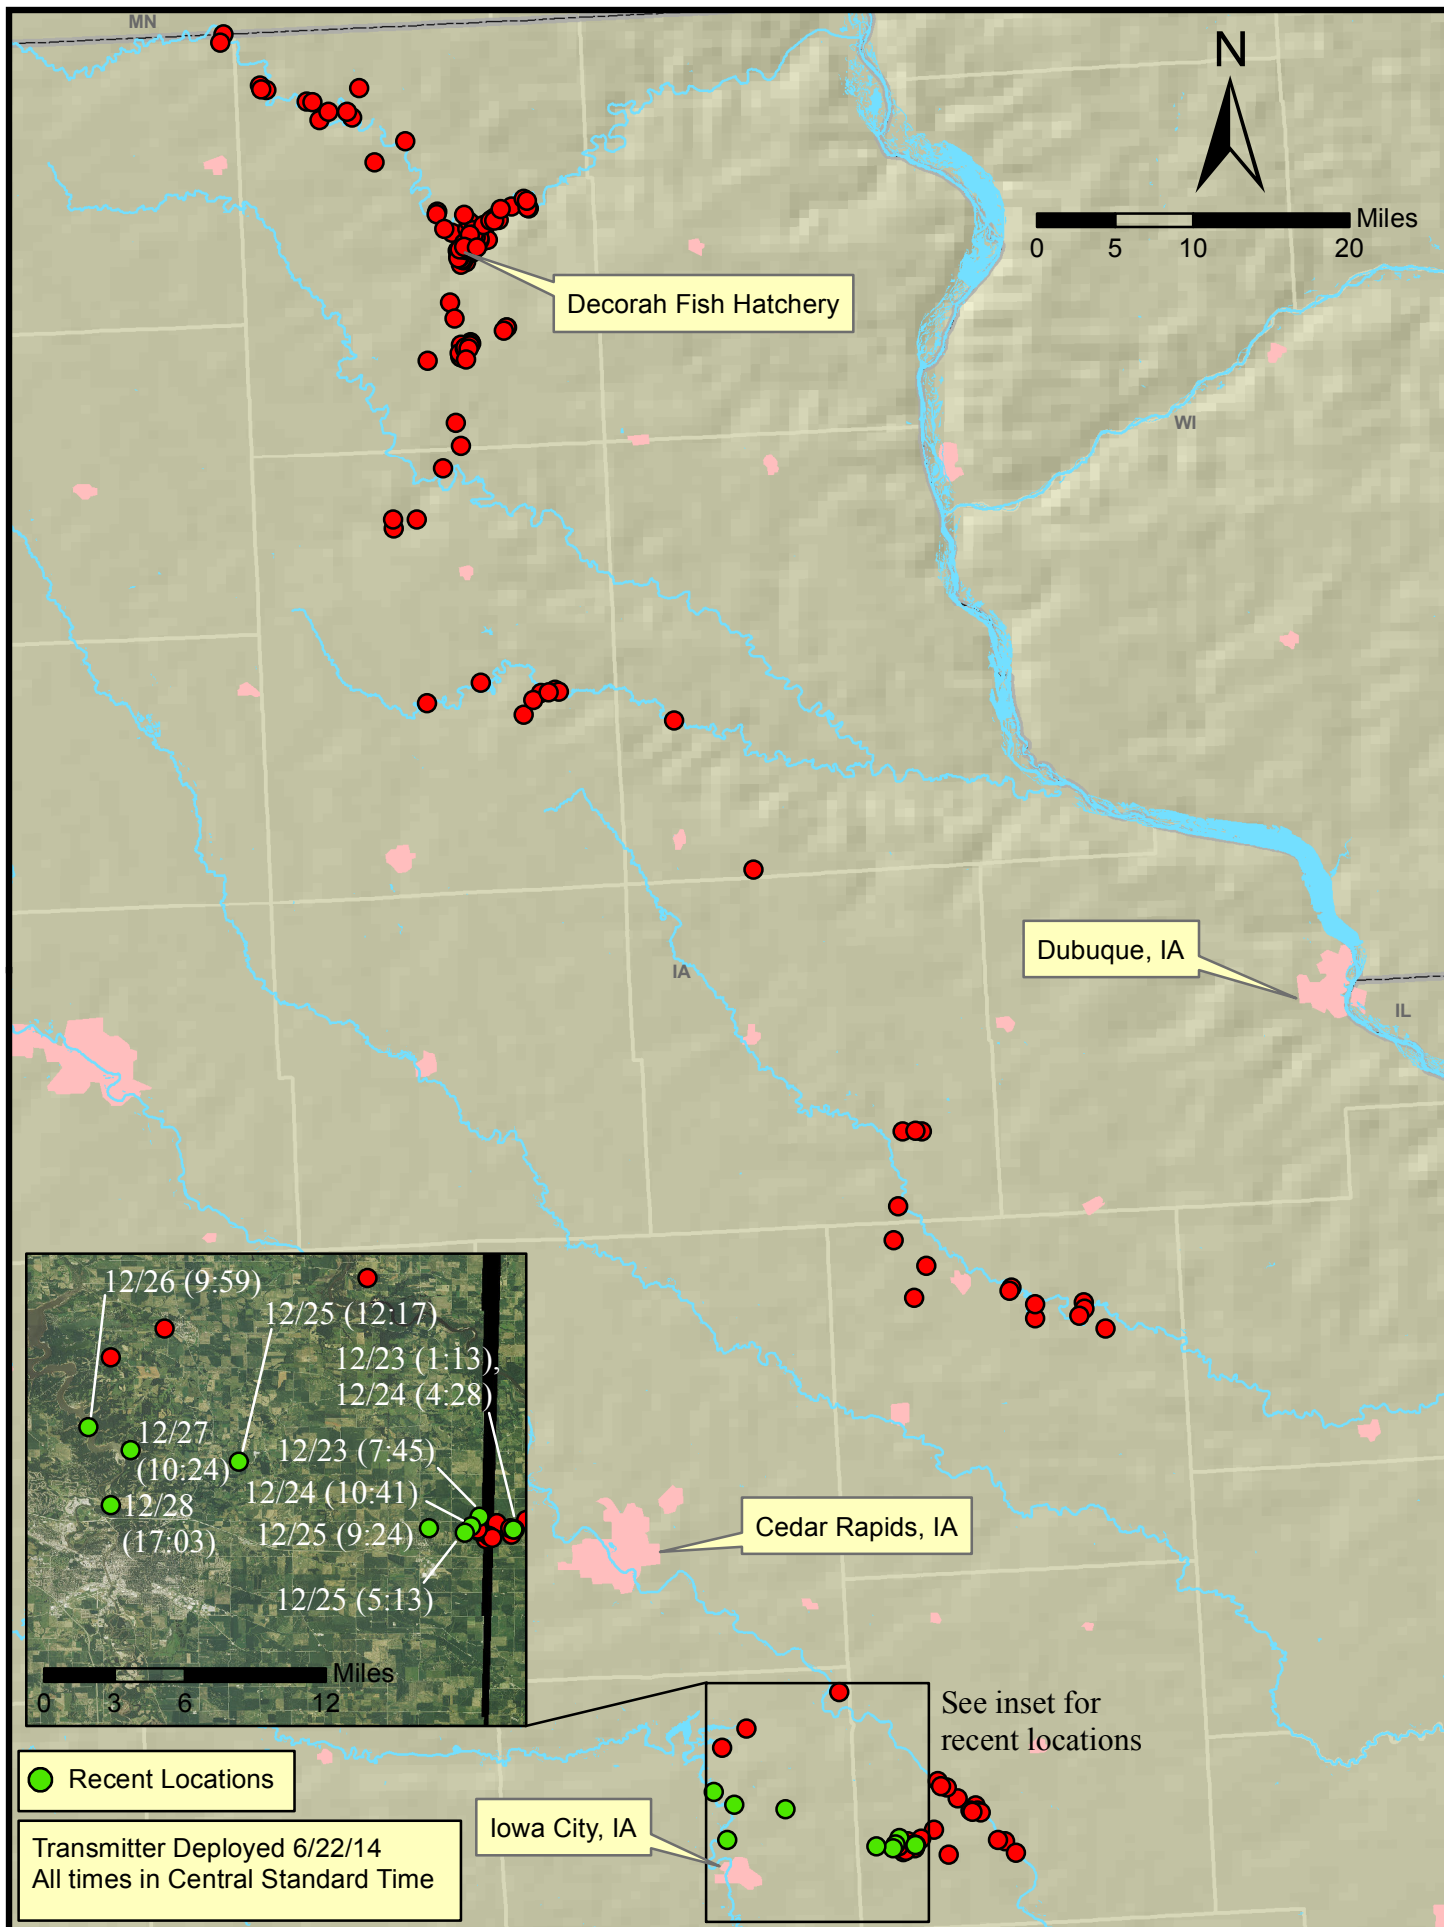 MN
N
Miles
0 5 10 20
Decorah Fish Hatchery
WI
Dubuque, IA
IA
IL
12/26 (9:59)
12/25 (12:17)
12/23 (1:13),
12/24 (4:28)
12/27
(10:24)
12/23 (7:45)
12/24 (10:41)
12/28
(17:03)
12/25 (9:24)
12/25 (5:13)
Miles
0 3 6 12
Cedar Rapids, IA
See inset for
recent locations
Recent Locations
Iowa City, IA
Transmitter Deployed 6/22/14
All times in Central Standard Time